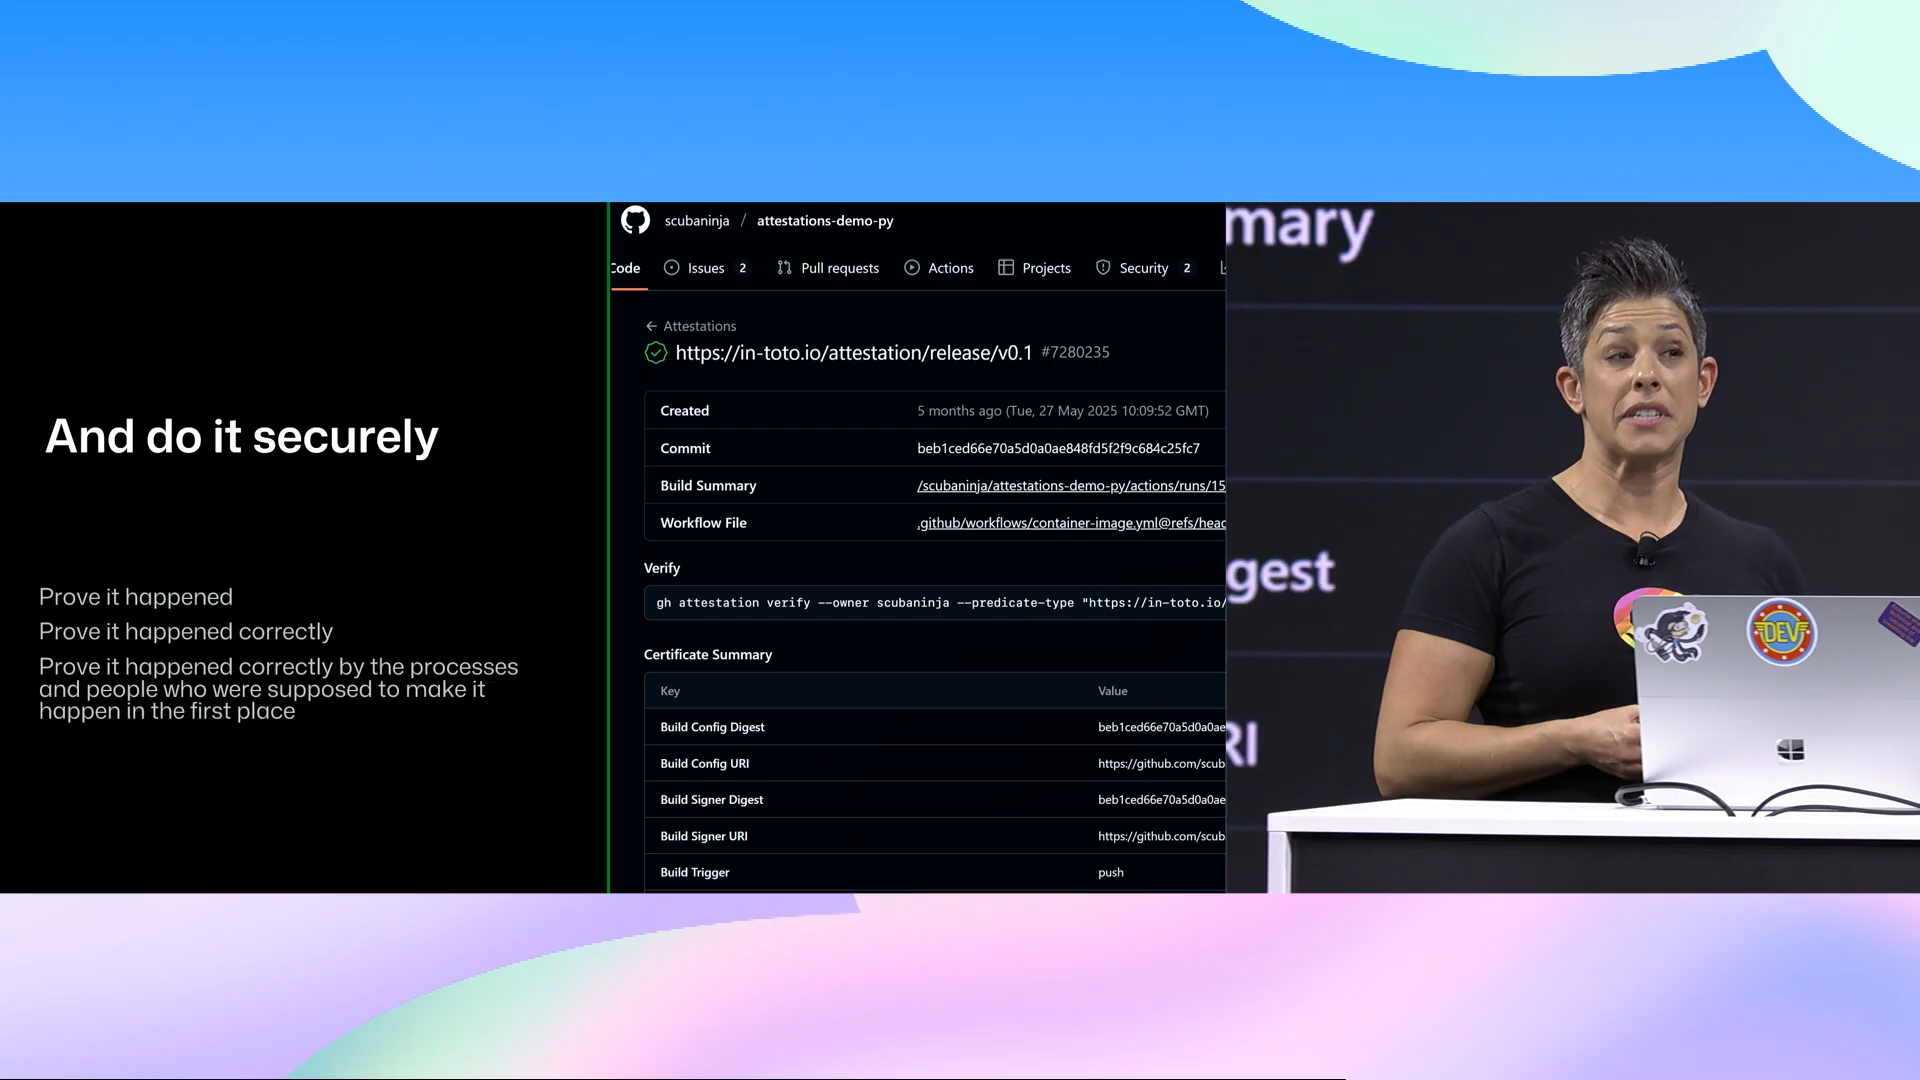 And do it securely
Prove it happened
Prove it happened correctly
Prove it happened correctly by the processes
and people who were supposed to make it
happen in the first place
scubaninja / attestations-demo-py
Code
Issues 2
Pull requests
Actions
Projects
Security 2
← Attestations
https://in-toto.io/attestation/release/v0.1 #7280235
Created 5 months ago (Tue, 27 May 2025 10:09:52 GMT)
Commit beb1ced66e70a5d0a0ae848fd5f2f9c684c25fc7
Build Summary /scubaninja/attestations-demo-py/actions/runs/15
Workflow File .github/workflows/container-image.yml@refs/head
Verify
gh attestation verify --owner scubaninja --predicate-type "https://in-toto.io/
Certificate Summary
Key Value
Build Config Digest beb1ced66e70a5d0a0ae
Build Config URI https://github.com/scub
Build Signer Digest beb1ced66e70a5d0a0ae
Build Signer URI https://github.com/scub
Build Trigger push
mary
gest
RI
DEV